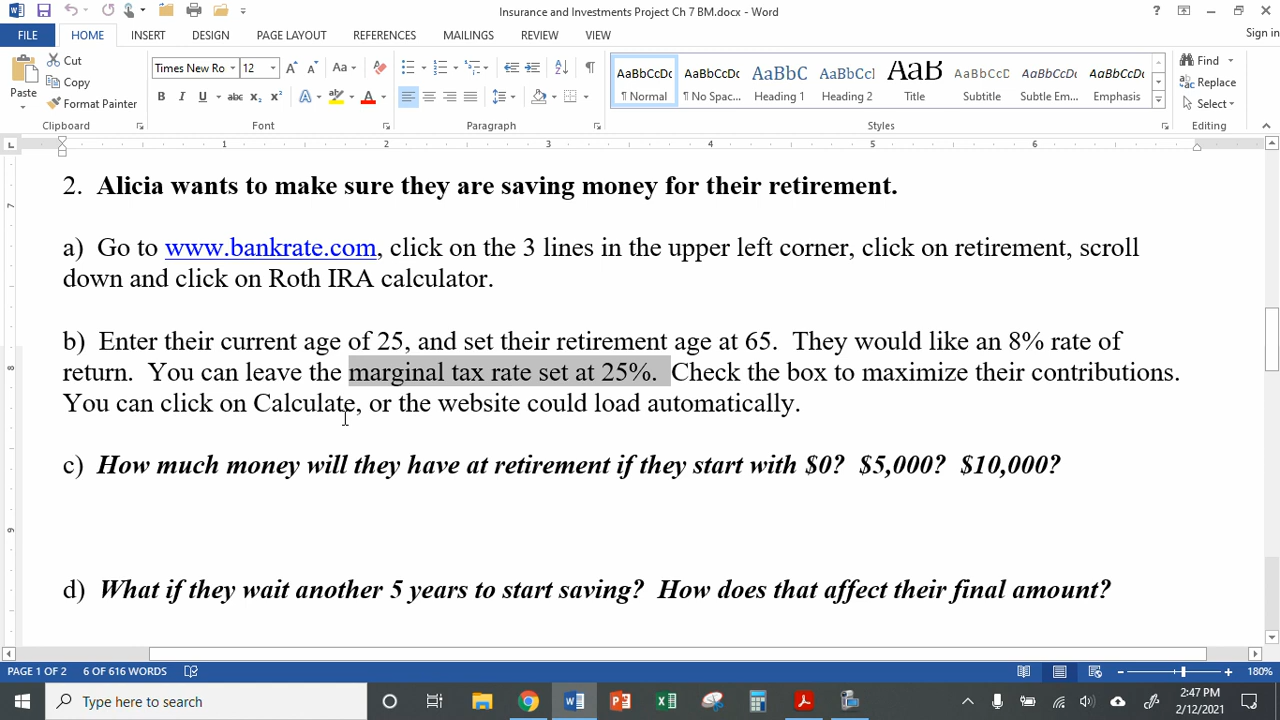 Insurance and Investments Project Ch 7 BM.docx - Word
FILE HOME INSERT DESIGN PAGE LAYOUT REFERENCES MAILINGS REVIEW VIEW Sign in
Paste
Cut
Copy
Format Painter
Times New Ro 12
B I U abc
AaBbCcDc AaBbCcDc AaBbC AaBbCcC AaB AaBbCcD AaBbCcDt AaBbCcDt
¶ Normal ¶ No Spac... Heading 1 Heading 2 Title Subtitle Subtle Em... Emphasis
Find
Replace
Select
Clipboard Font Paragraph Styles Editing
1 2 3 4 5 6
2. Alicia wants to make sure they are saving money for their retirement.
a) Go to www.bankrate.com, click on the 3 lines in the upper left corner, click on retirement, scroll
down and click on Roth IRA calculator.
b) Enter their current age of 25, and set their retirement age at 65. They would like an 8% rate of
return. You can leave the marginal tax rate set at 25%. Check the box to maximize their contributions.
You can click on Calculate, or the website could load automatically.
c) How much money will they have at retirement if they start with $0? $5,000? $10,000?
d) What if they wait another 5 years to start saving? How does that affect their final amount?
PAGE 1 OF 2 6 OF 616 WORDS 180%
Type here to search
2:47 PM
2/12/2021